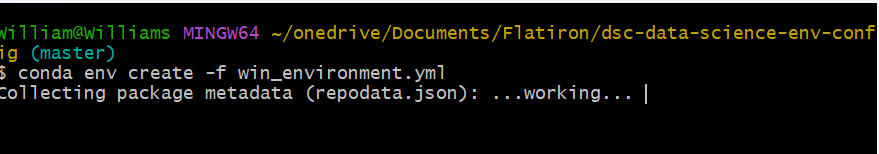 William@Williams MINGW64 ~/onedrive/Documents/Flatiron/dsc-data-science-env-conf
ig (master)
$ conda env create -f win_environment.yml
Collecting package metadata (repodata.json): ...working...